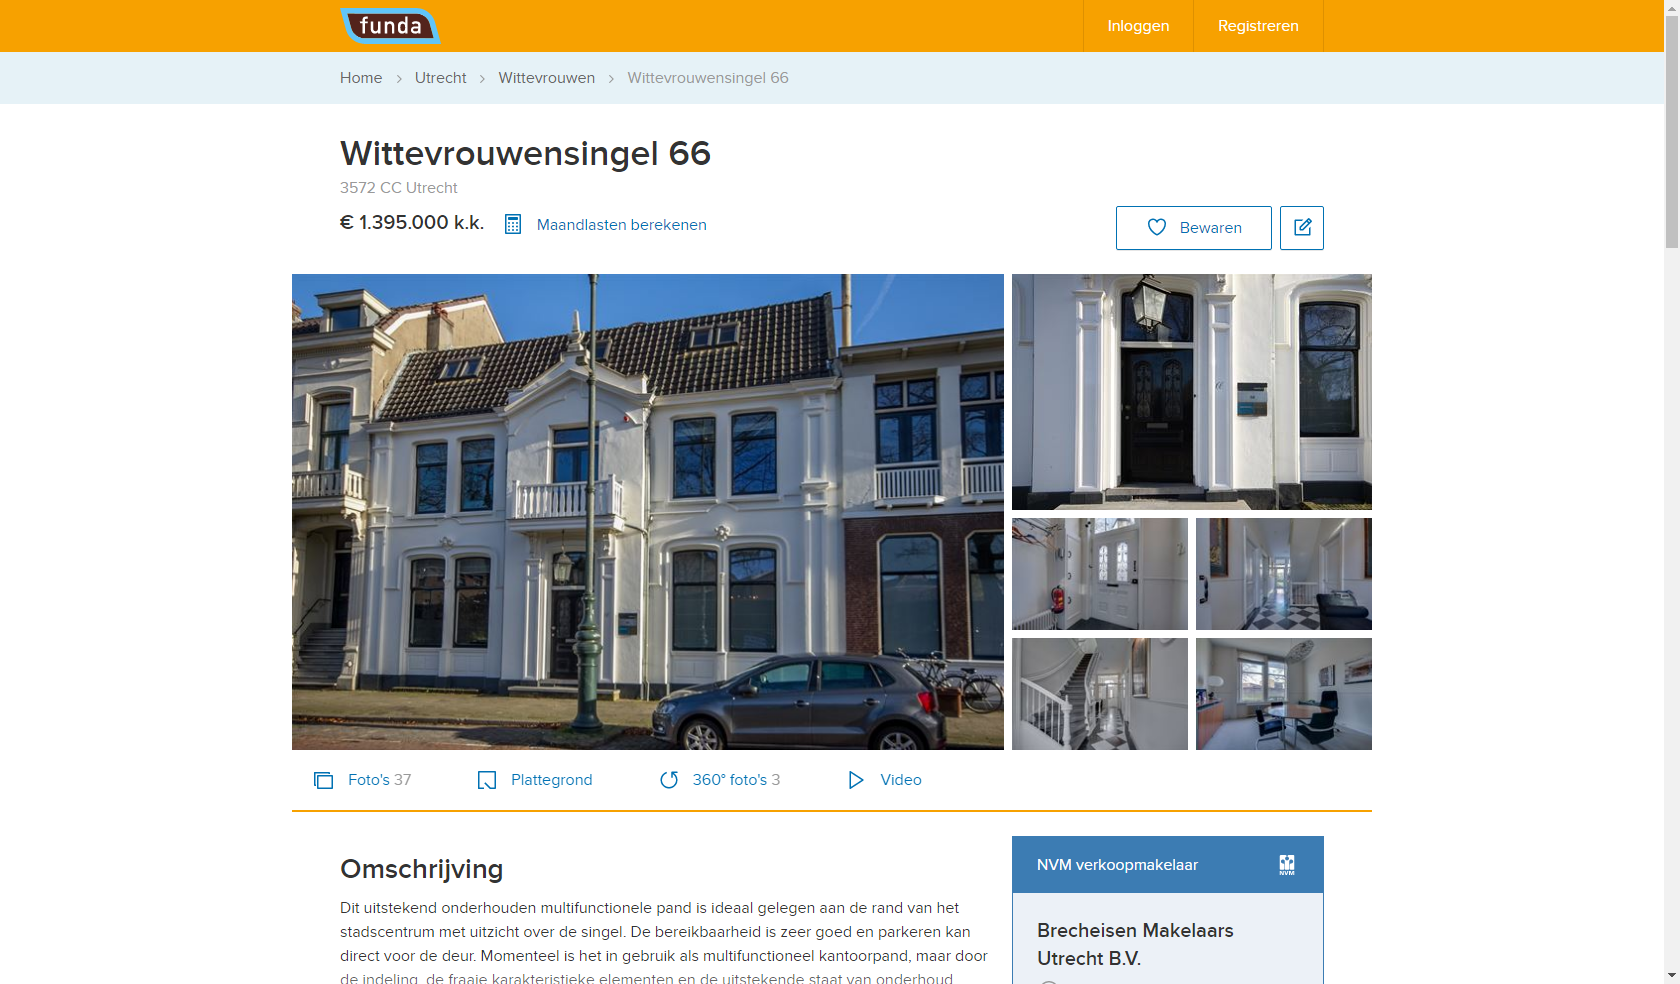 funda
Inloggen
Registreren
Home > Utrecht > Wittevrouwen > Wittevrouwensingel 66
Wittevrouwensingel 66
3572 CC Utrecht
€ 1.395.000 k.k.
Maandlasten berekenen
Bewaren
Foto's 37
Plattegrond
360° foto's 3
Video
Omschrijving
Dit uitstekend onderhouden multifunctionele pand is ideaal gelegen aan de rand van het
stadscentrum met uitzicht over de singel. De bereikbaarheid is zeer goed en parkeren kan
direct voor de deur. Momenteel is het in gebruik als multifunctioneel kantoorpand, maar door
de indeling, de fraaie karakteristieke elementen en de uitstekende staat van onderhoud
NVM verkoopmakelaar
NVM
Brecheisen Makelaars
Utrecht B.V.